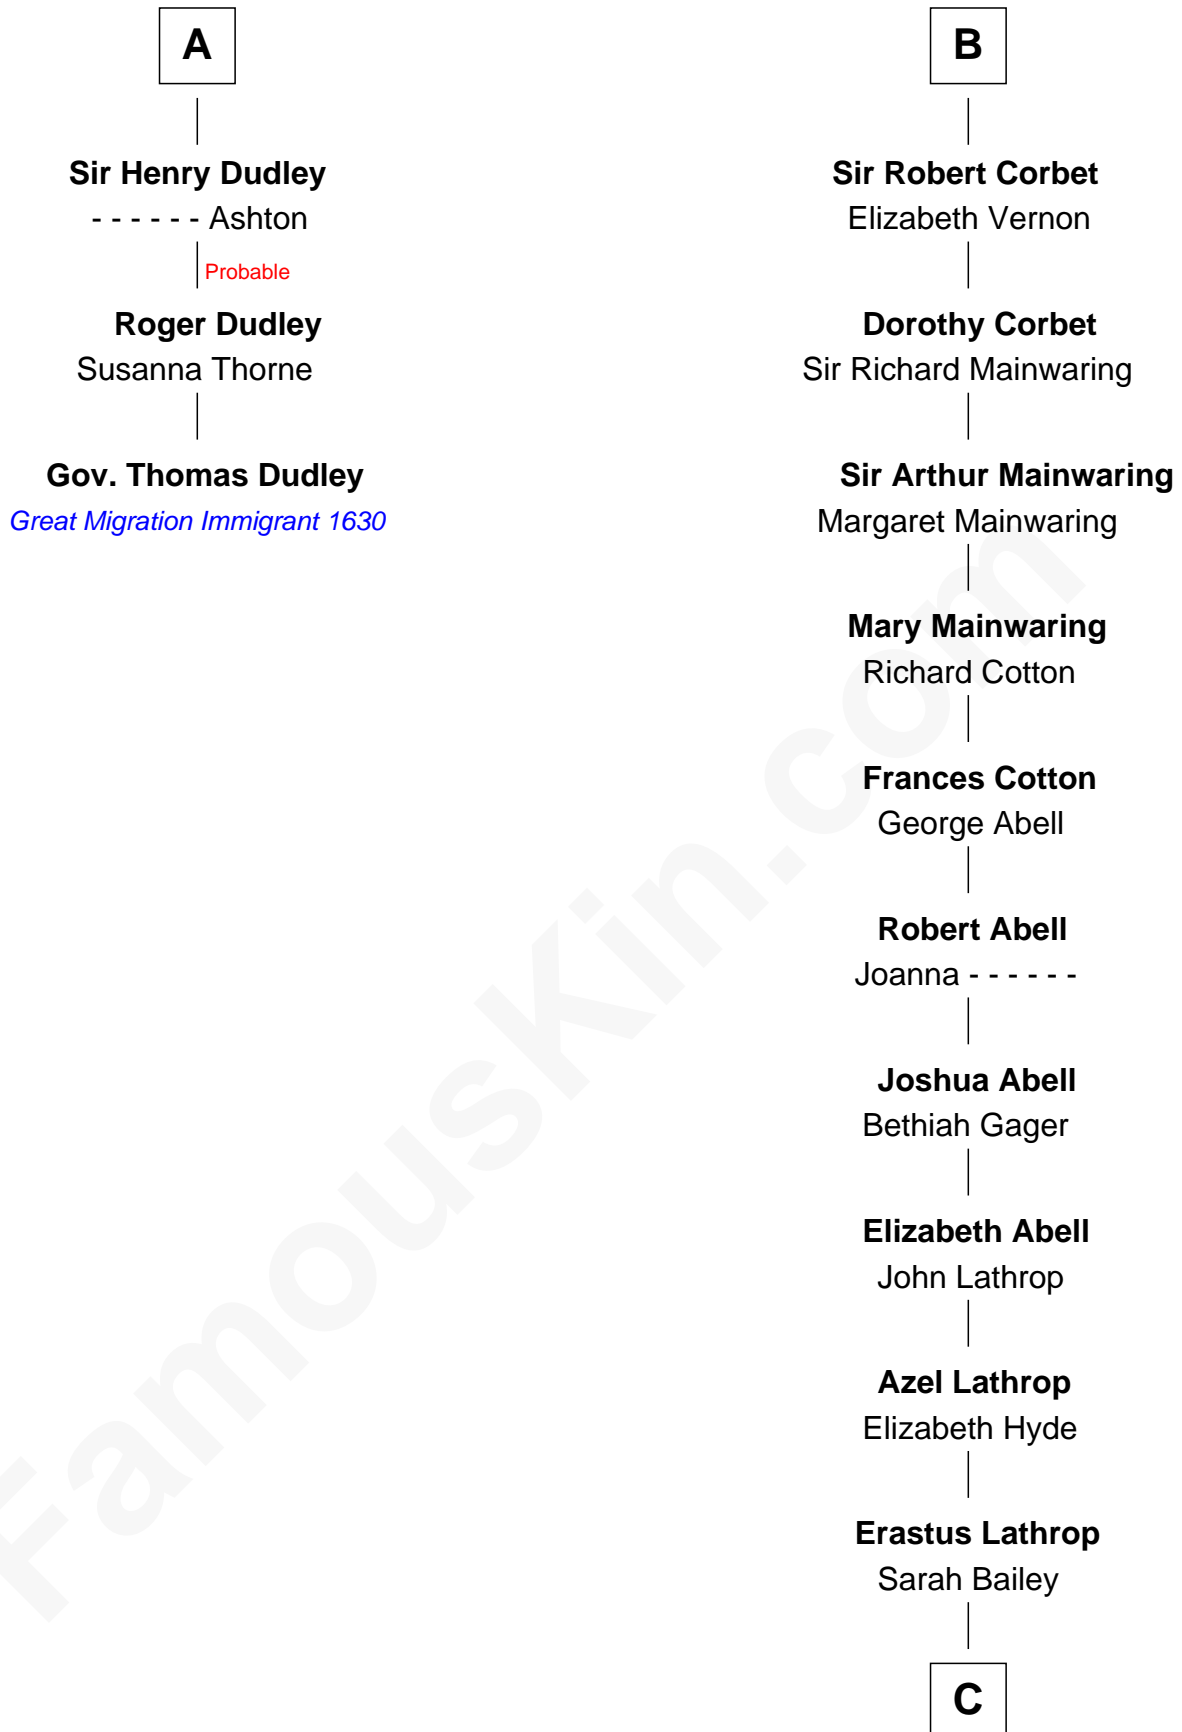 A
Sir Henry Dudley
- - - - - - Ashton
Probable
Roger Dudley
Susanna Thorne
Gov. Thomas Dudley
Great Migration Immigrant 1630
B
Sir Robert Corbet
Elizabeth Vernon
Dorothy Corbet
Sir Richard Mainwaring
Sir Arthur Mainwaring
Margaret Mainwaring
Mary Mainwaring
Richard Cotton
Frances Cotton
George Abell
Robert Abell
Joanna - - - - - -
Joshua Abell
Bethiah Gager
Elizabeth Abell
John Lathrop
Azel Lathrop
Elizabeth Hyde
Erastus Lathrop
Sarah Bailey
C
FamousKin.com